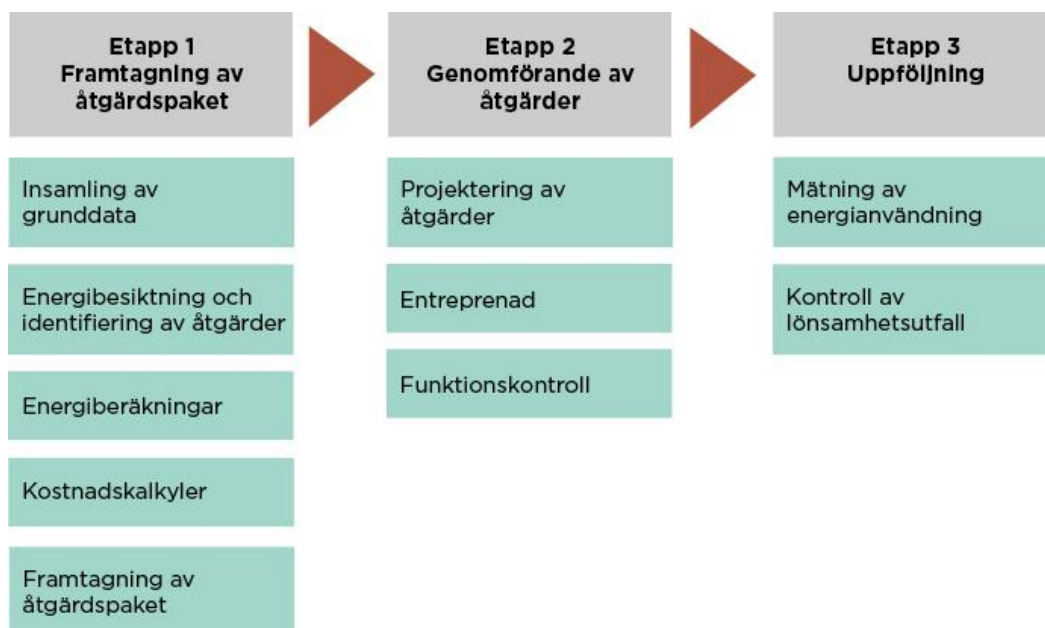 Etapp 1
Framtagning av
åtgärdspaket
Insamling av
grunddata
Energibesiktning och
identifiering av åtgärder
Energiberäkningar
Kostnadskalkyler
Framtagning av
åtgärdspaket
Etapp 2
Genomförande av
åtgärder
Projektering av
åtgärder
Entreprenad
Funktionskontroll
Etapp 3
Uppföljning
Mätning av
energianvändning
Kontroll av
lönsamhetsutfall